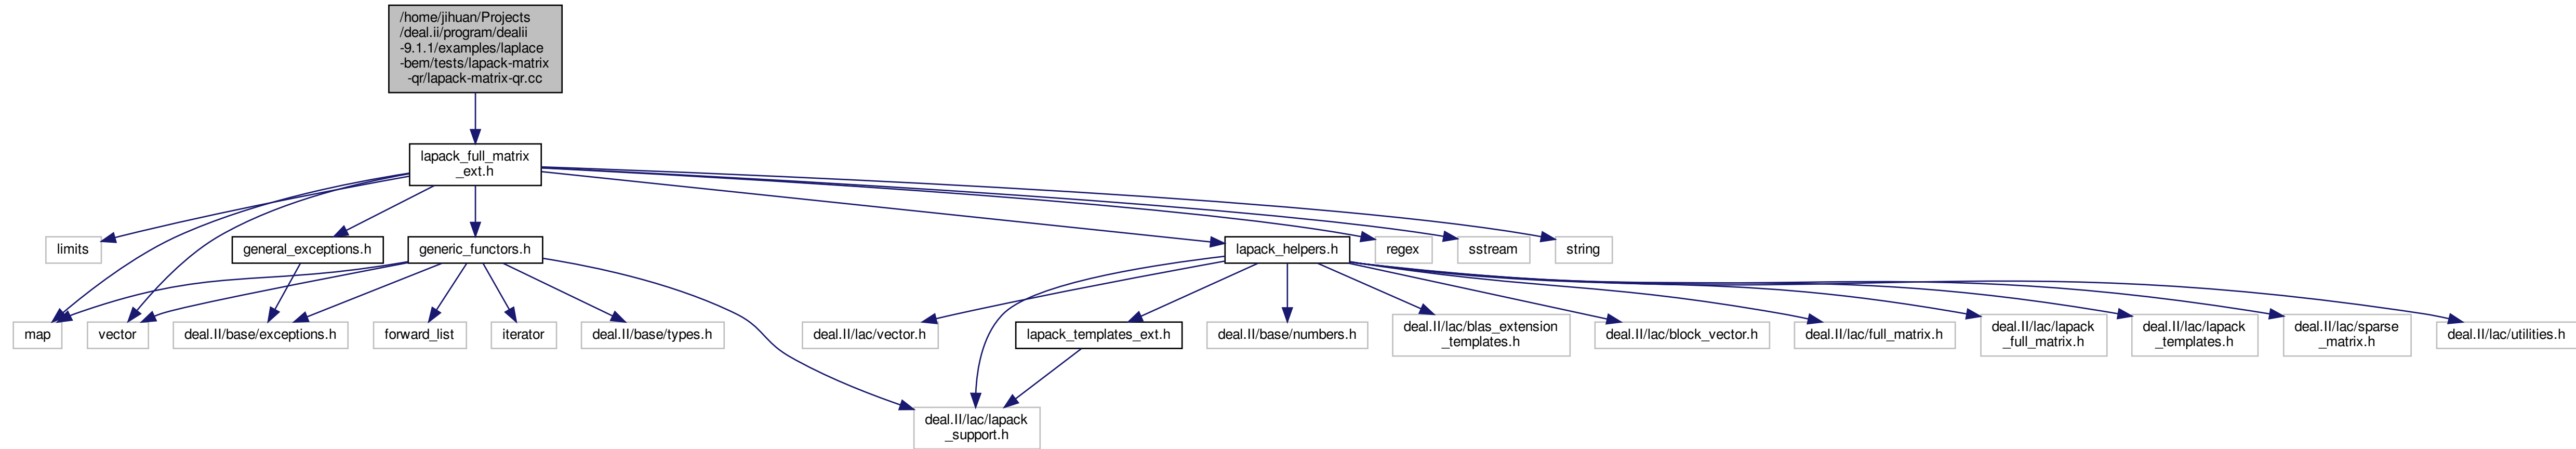 /home/jihuan/Projects
/deal.ii/program/dealii
-9.1.1/examples/laplace
-bem/tests/lapack-matrix
-qr/lapack-matrix-qr.cc
lapack_full_matrix
_ext.h
limits
general_exceptions.h
generic_functors.h
lapack_helpers.h
regex
sstream
string
map
vector
deal.II/base/exceptions.h
forward_list
iterator
deal.II/base/types.h
deal.II/lac/vector.h
lapack_templates_ext.h
deal.II/base/numbers.h
deal.II/lac/blas_extension
_templates.h
deal.II/lac/block_vector.h
deal.II/lac/full_matrix.h
deal.II/lac/lapack
_full_matrix.h
deal.II/lac/lapack
_templates.h
deal.II/lac/sparse
_matrix.h
deal.II/lac/utilities.h
deal.II/lac/lapack
_support.h